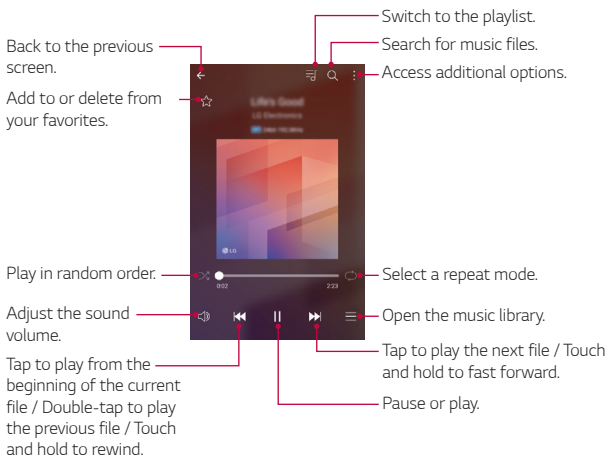 Switch to the playlist.
Back to the previous
screen.
Search for music files.
Access additional options.
Add to or delete from
your favorites.
Life's Good
LG Electronics
LG
Play in random order.
Select a repeat mode.
0:02
2:23
Adjust the sound
volume.
Open the music library.
Tap to play from the
beginning of the current
file / Double-tap to play
the previous file / Touch
and hold to rewind.
Tap to play the next file / Touch
and hold to fast forward.
Pause or play.